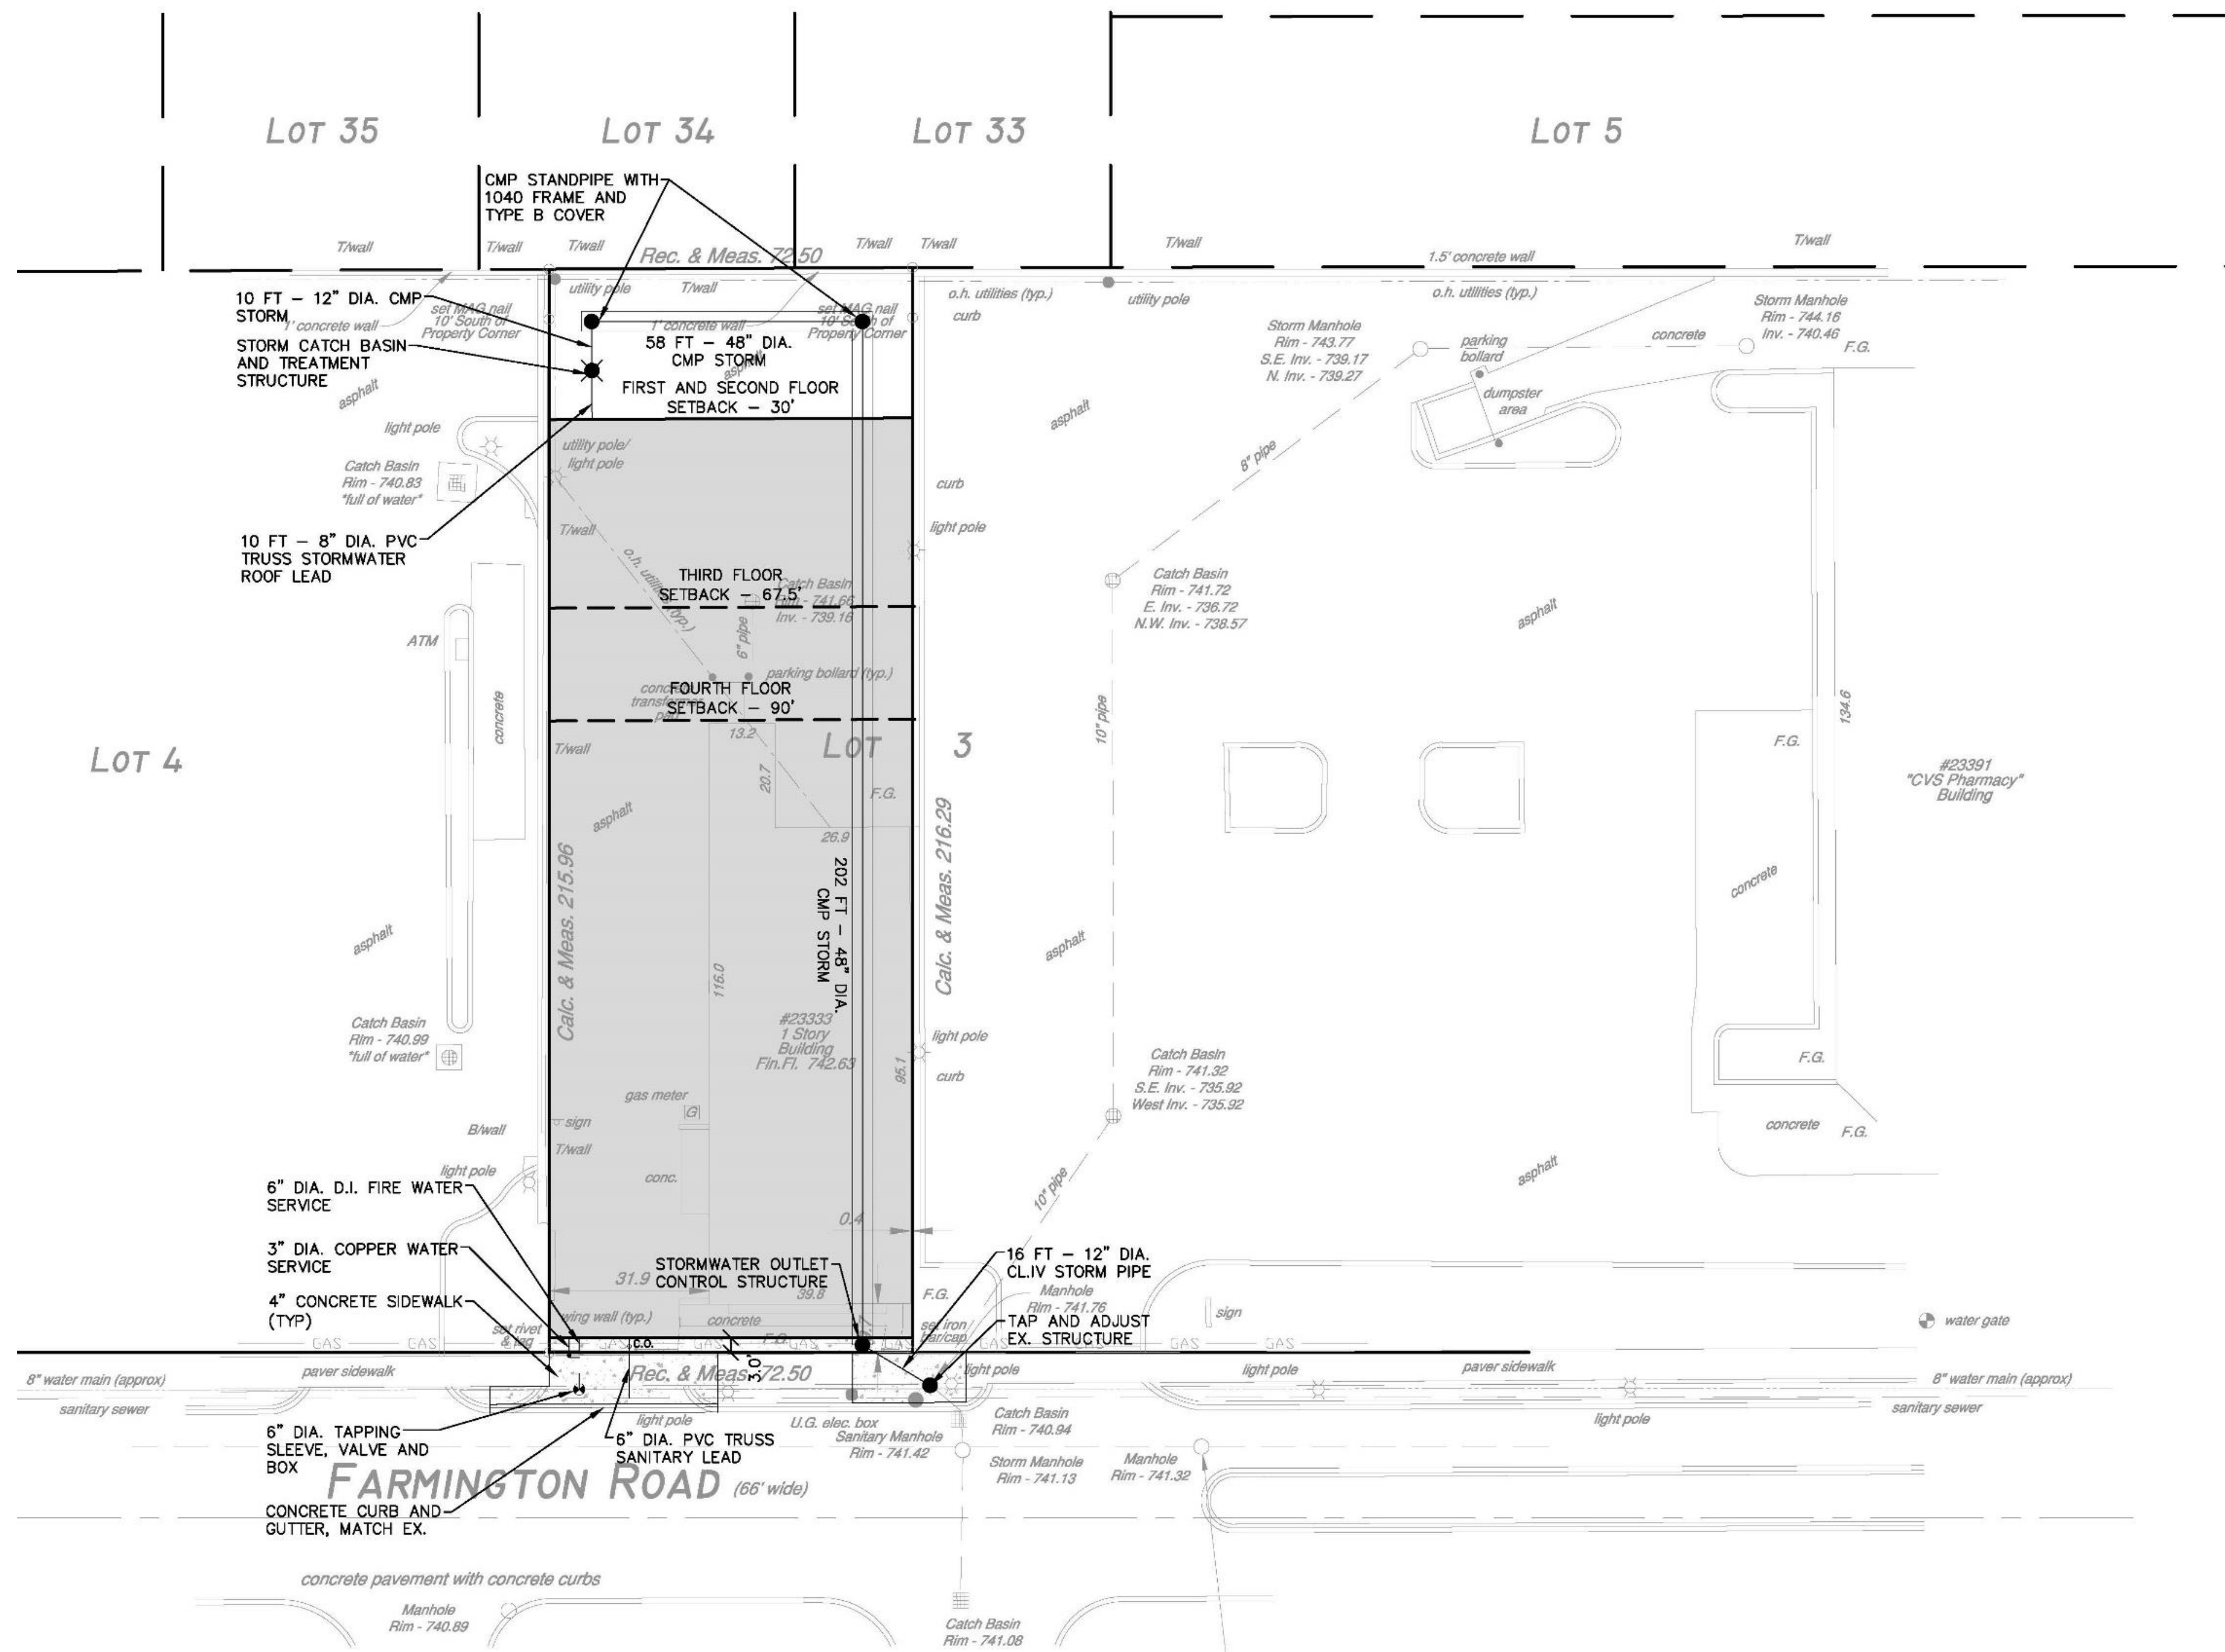 LOT 35
LOT 34
LOT 33
LOT 5
CMP STANDPIPE WITH
1040 FRAME AND
TYPE B COVER
T/wall
T/wall
T/wall
Rec. & Meas. 72.50
T/wall
T/wall
T/wall
1.5' concrete wall
T/wall
10 FT - 12" DIA. CMP
STORM
1' concrete wall
set MAG nail
10' South of
Property Corner
utility pole
T/wall
1' concrete wall
set MAG nail
10' South of
Property Corner
o.h. utilities (typ.)
curb
utility pole
o.h. utilities (typ.)
Storm Manhole
Rim - 744.16
Inv. - 740.46
F.G.
concrete
Storm Manhole
Rim - 743.77
S.E. Inv. - 739.17
N. Inv. - 739.27
parking
bollard
dumpster
area
STORM CATCH BASIN
AND TREATMENT
STRUCTURE
asphalt
58 FT - 48" DIA.
CMP STORM
asphalt
FIRST AND SECOND FLOOR
SETBACK - 30'
asphalt
light pole
utility pole/
light pole
Catch Basin
Rim - 740.83
"full of water"
curb
8" pipe
10 FT - 8" DIA. PVC
TRUSS STORMWATER
ROOF LEAD
T/wall
light pole
o.h. utilities (typ.)
THIRD FLOOR
SETBACK - 67.5'
Catch Basin
Rim - 741.66
Inv. - 739.16
6" pipe
Catch Basin
Rim - 741.72
E. Inv. - 736.72
N.W. Inv. - 738.57
asphalt
ATM
concrete
parking bollard (typ.)
concrete
transformer
pad
FOURTH FLOOR
SETBACK - 90'
10" pipe
134.6
13.2
T/wall
LOT 3
LOT 4
F.G.
20.7
F.G.
#23391
"CVS Pharmacy"
Building
asphalt
26.9
Calc. & Meas. 215.96
202 FT - 48" DIA.
CMP STORM
Calc. & Meas. 216.29
concrete
asphalt
asphalt
116.0
Catch Basin
Rim - 740.99
"full of water"
#23333
1 Story
Building
Fin.Fl. 742.63
95.1
light pole
curb
Catch Basin
Rim - 741.32
S.E. Inv. - 735.92
West Inv. - 735.92
F.G.
gas meter
G
sign
B/wall
T/wall
concrete
F.G.
light pole
conc.
10" pipe
asphalt
6" DIA. D.I. FIRE WATER
SERVICE
0.4
3" DIA. COPPER WATER
SERVICE
STORMWATER OUTLET
CONTROL STRUCTURE
16 FT - 12" DIA.
CL.IV STORM PIPE
31.9
39.8
F.G.
Manhole
Rim - 741.76
sign
4" CONCRETE SIDEWALK
(TYP)
wing wall (typ.)
concrete
set rivet
& tag
set iron
bar/cap
TAP AND ADJUST
EX. STRUCTURE
water gate
GAS GAS GAS GAS GAS GAS GAS GAS GAS
C.O.
F.G.
paver sidewalk
Rec. & Meas. 72.50
3.0'
light pole
light pole
paver sidewalk
8" water main (approx)
8" water main (approx)
sanitary sewer
sanitary sewer
6" DIA. TAPPING
SLEEVE, VALVE AND
BOX
light pole
6" DIA. PVC TRUSS
SANITARY LEAD
U.G. elec. box
Sanitary Manhole
Rim - 741.42
Catch Basin
Rim - 740.94
Storm Manhole
Rim - 741.13
Manhole
Rim - 741.32
light pole
FARMINGTON ROAD (66' wide)
CONCRETE CURB AND
GUTTER, MATCH EX.
concrete pavement with concrete curbs
Manhole
Rim - 740.89
Catch Basin
Rim - 741.08